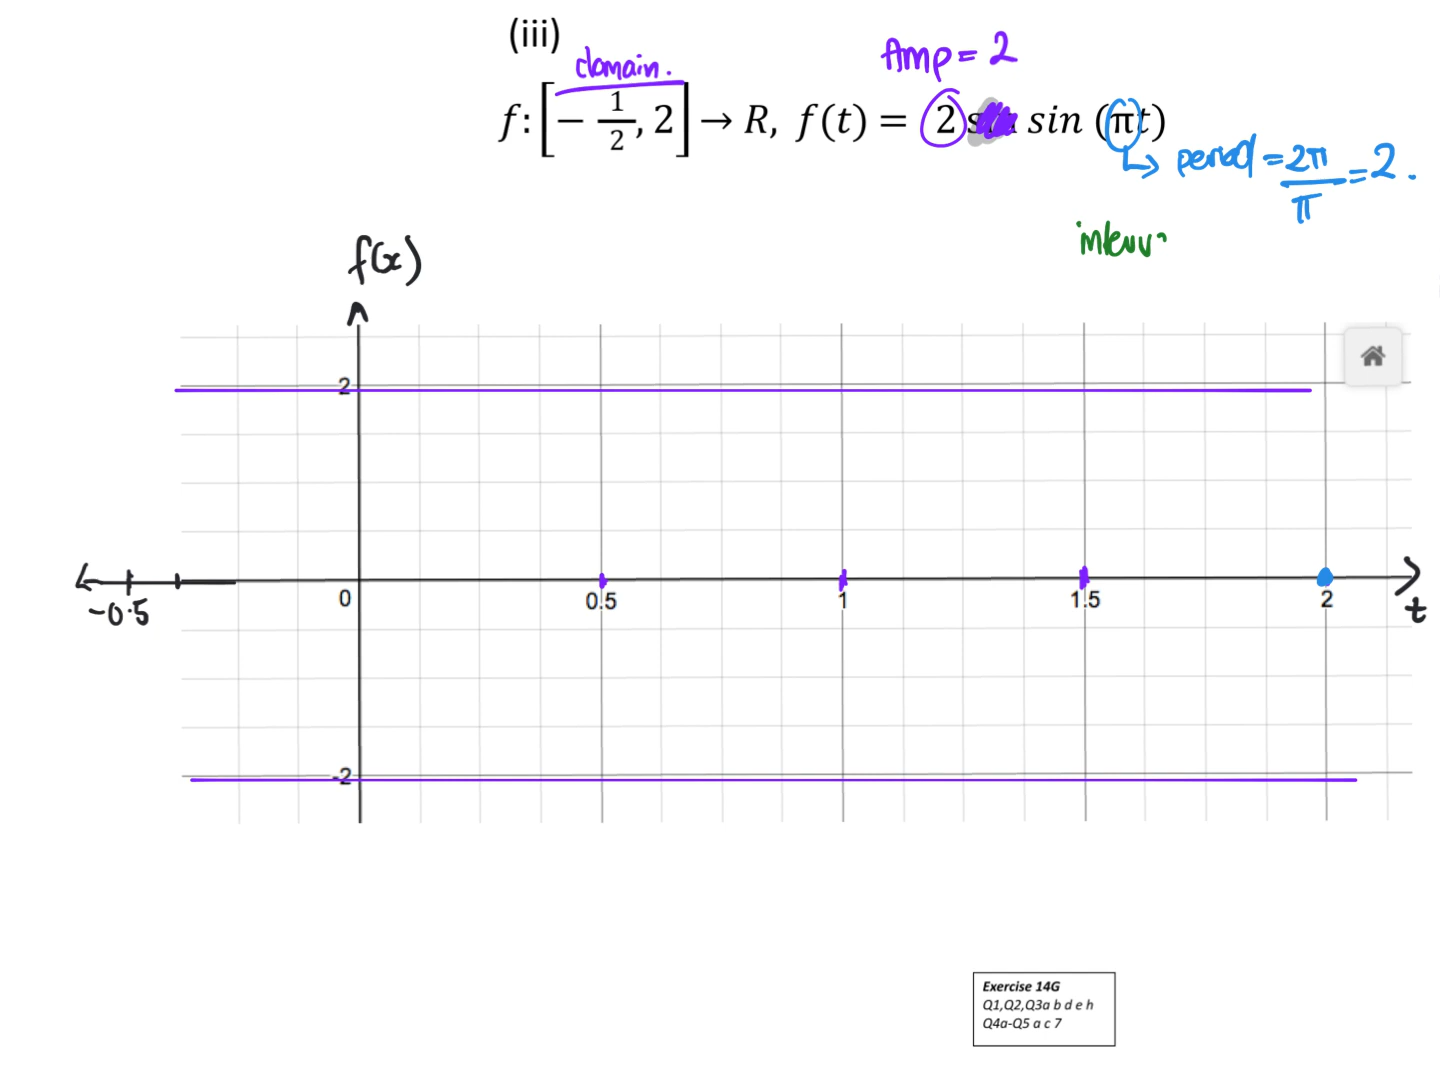 (iii)
domain.
Amp = 2
f: [− 1/2, 2] → R, f(t) = 2 sin (πt)
↳ period = 2π/π = 2.
f(x)
2
-0.5 0 0.5 1 1.5 2 t
-2
Exercise 14G
Q1,Q2,Q3a b d e h
Q4a-Q5 a c 7